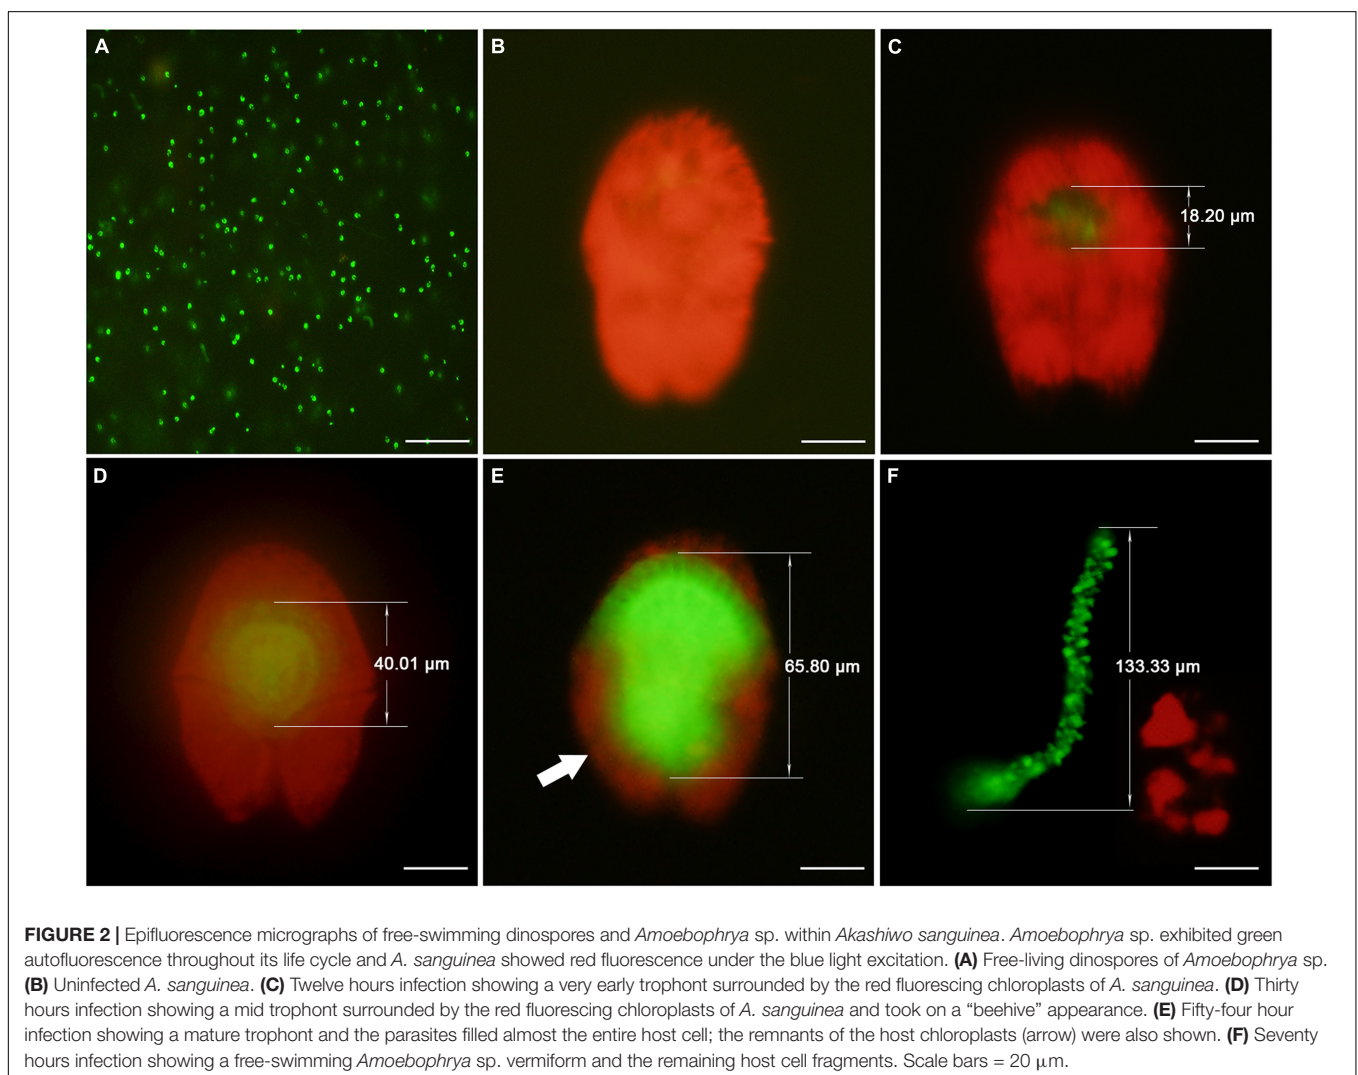 A
B
C
18.20 µm
D
40.01 µm
E
65.80 µm
F
133.33 µm
FIGURE 2 | Epifluorescence micrographs of free-swimming dinospores and Amoebophrya sp. within Akashiwo sanguinea. Amoebophrya sp. exhibited green
autofluorescence throughout its life cycle and A. sanguinea showed red fluorescence under the blue light excitation. (A) Free-living dinospores of Amoebophrya sp.
(B) Uninfected A. sanguinea. (C) Twelve hours infection showing a very early trophont surrounded by the red fluorescing chloroplasts of A. sanguinea. (D) Thirty
hours infection showing a mid trophont surrounded by the red fluorescing chloroplasts of A. sanguinea and took on a “beehive” appearance. (E) Fifty-four hour
infection showing a mature trophont and the parasites filled almost the entire host cell; the remnants of the host chloroplasts (arrow) were also shown. (F) Seventy
hours infection showing a free-swimming Amoebophrya sp. vermiform and the remaining host cell fragments. Scale bars = 20 µm.